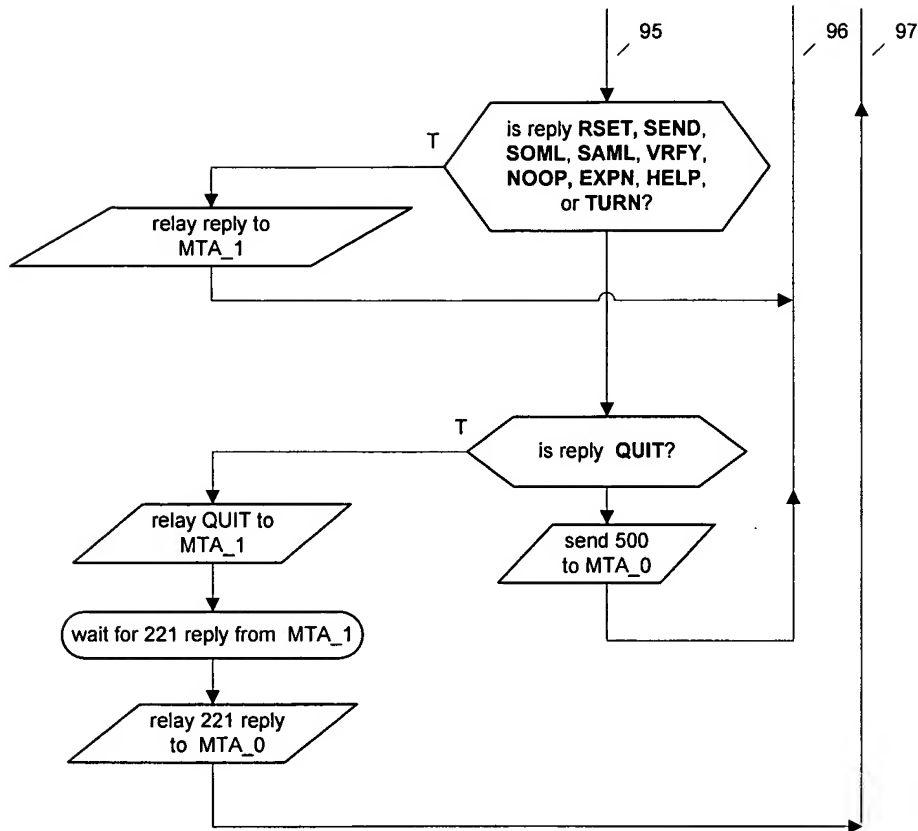 95
96
97
T
is reply RSET, SEND,
SOML, SAML, VRFY,
NOOP, EXPN, HELP,
or TURN?
relay reply to
MTA_1
T
is reply QUIT?
relay QUIT to
MTA_1
send 500
to MTA_0
wait for 221 reply from MTA_1
relay 221 reply
to MTA_0